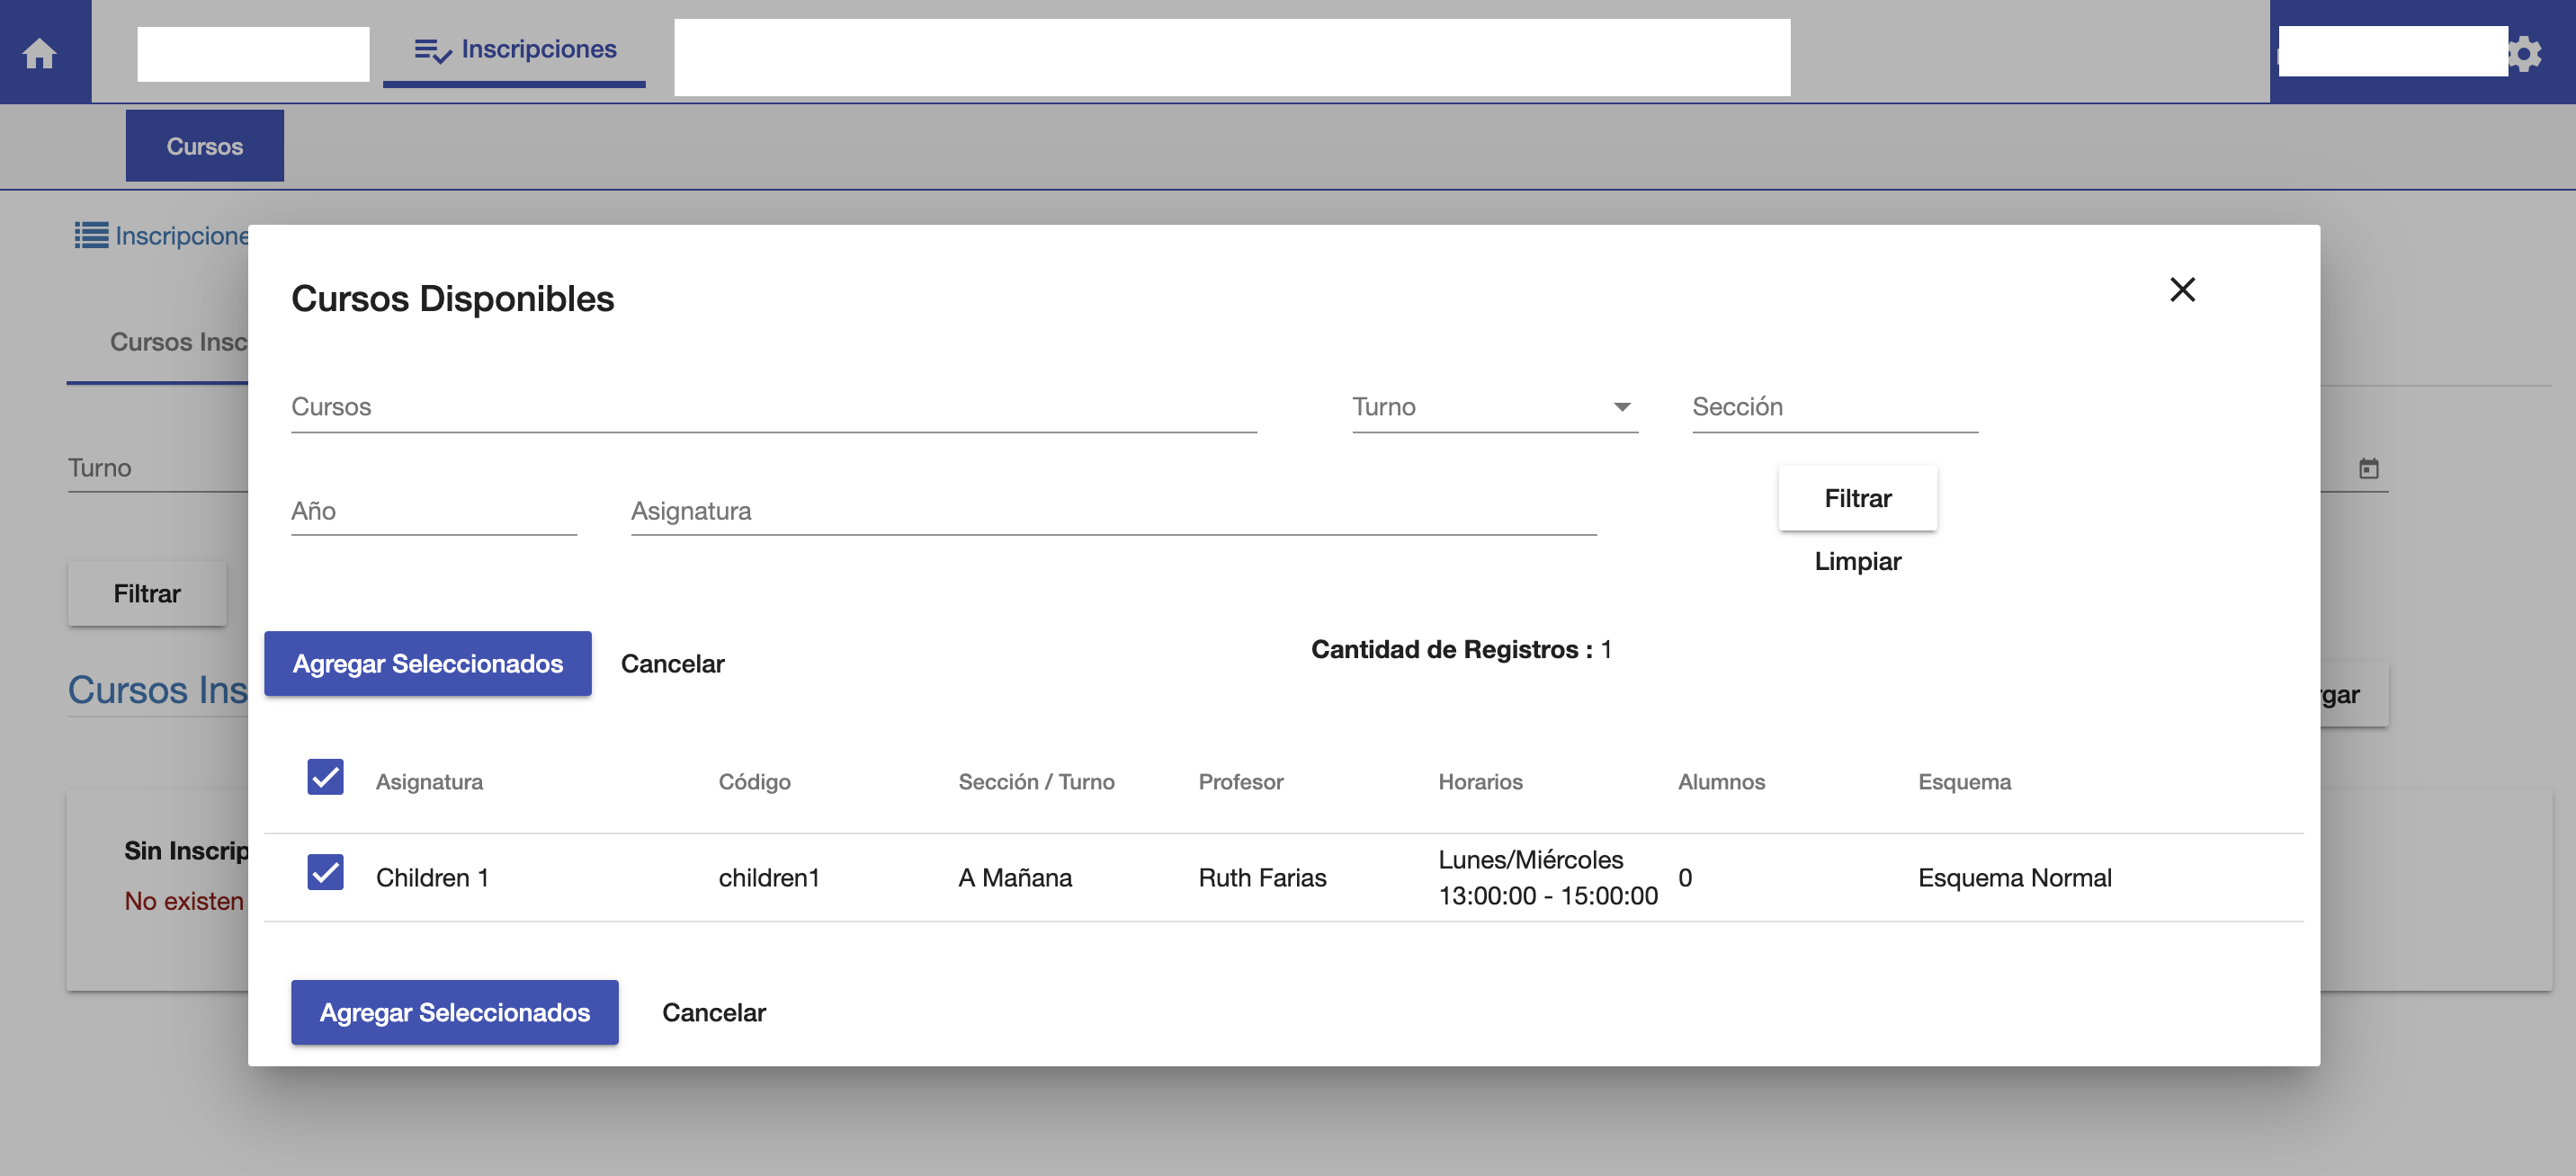 Inscripciones
Cursos
Inscripcione
Cursos Disponibles
Cursos Insc
Cursos
Turno
Sección
Turno
Año
Asignatura
Filtrar
Limpiar
Filtrar
Agregar Seleccionados
Cancelar
Cantidad de Registros : 1
Cursos Ins
gar
Asignatura
Código
Sección / Turno
Profesor
Horarios
Alumnos
Esquema
Sin Inscrip
No existen
Children 1
children1
A Mañana
Ruth Farias
Lunes/Miércoles
13:00:00 - 15:00:00
0
Esquema Normal
Agregar Seleccionados
Cancelar